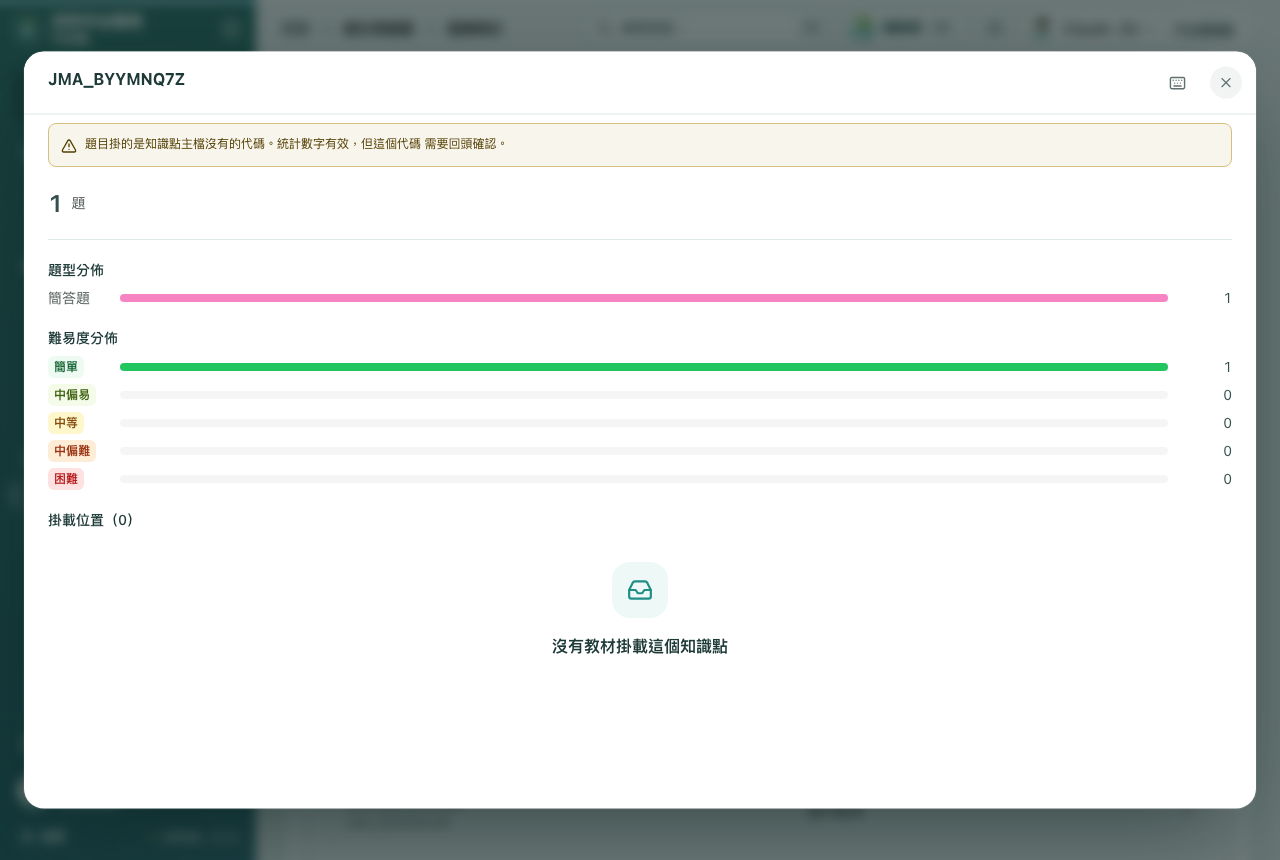 JMA_BYYMNQ7Z
題目掛的是知識點主檔沒有的代碼。統計數字有效，但這個代碼 需要回頭確認。
1 題
題型分佈
簡答題 1
難易度分佈
簡單 1
中偏易 0
中等 0
中偏難 0
困難 0
掛載位置（0）
沒有教材掛載這個知識點